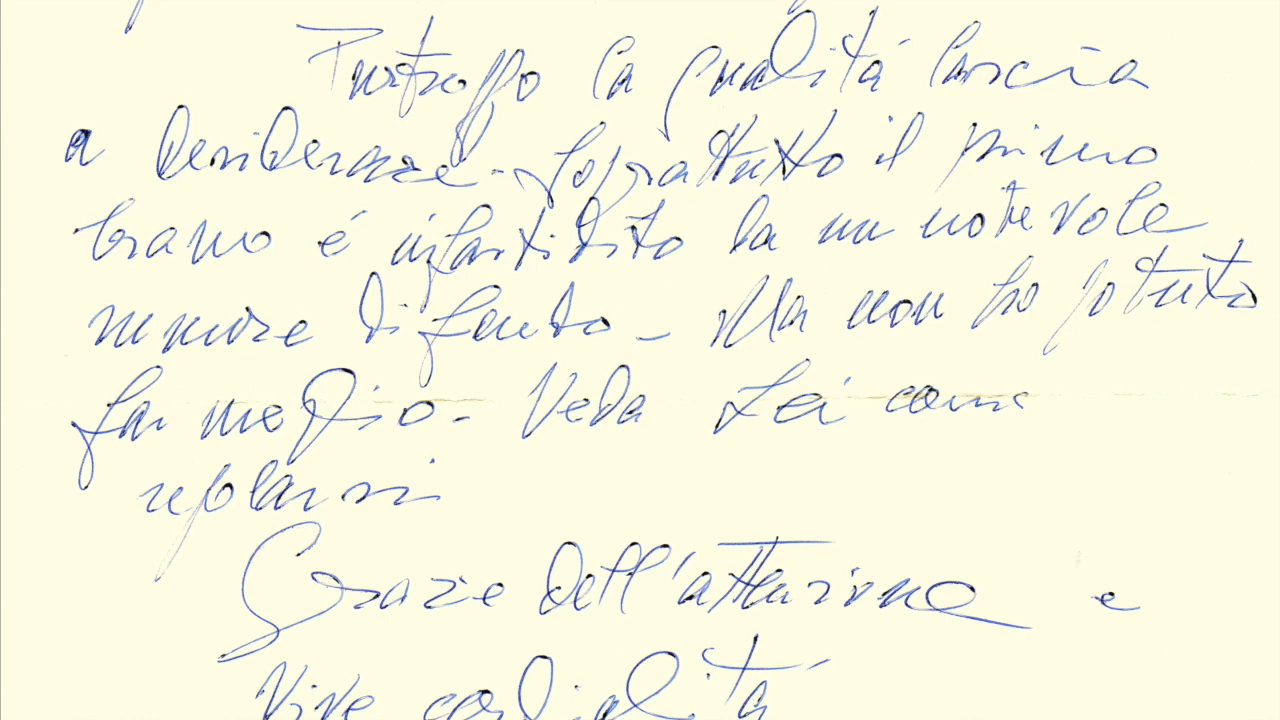 Purtroppo la qualità lascia
a desiderare - Soprattutto il primo
brano é infastidito da un notevole
rumore di fondo - Ma non ho potuto
far meglio - Veda Lei come
regolarsi
Grazie dell'attenzione e
Vive cordialità